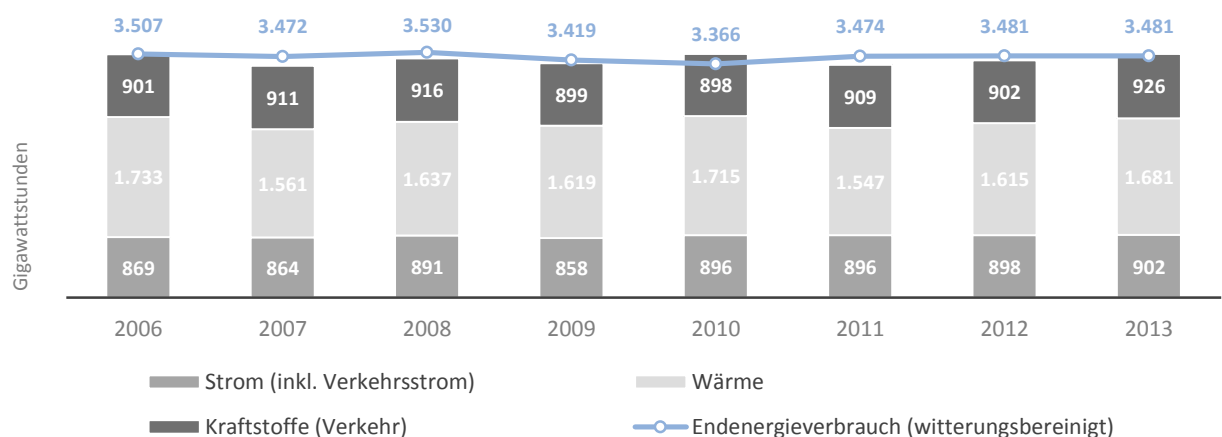 3.507 3.472 3.530 3.419 3.366 3.474 3.481 3.481
901 911 916 899 898 909 902 926
1.733 1.561 1.637 1.619 1.715 1.547 1.615 1.681
869 864 891 858 896 896 898 902
Gigawattstunden
2006 2007 2008 2009 2010 2011 2012 2013
Strom (inkl. Verkehrsstrom) Wärme
Kraftstoffe (Verkehr) Endenergieverbrauch (witterungsbereinigt)